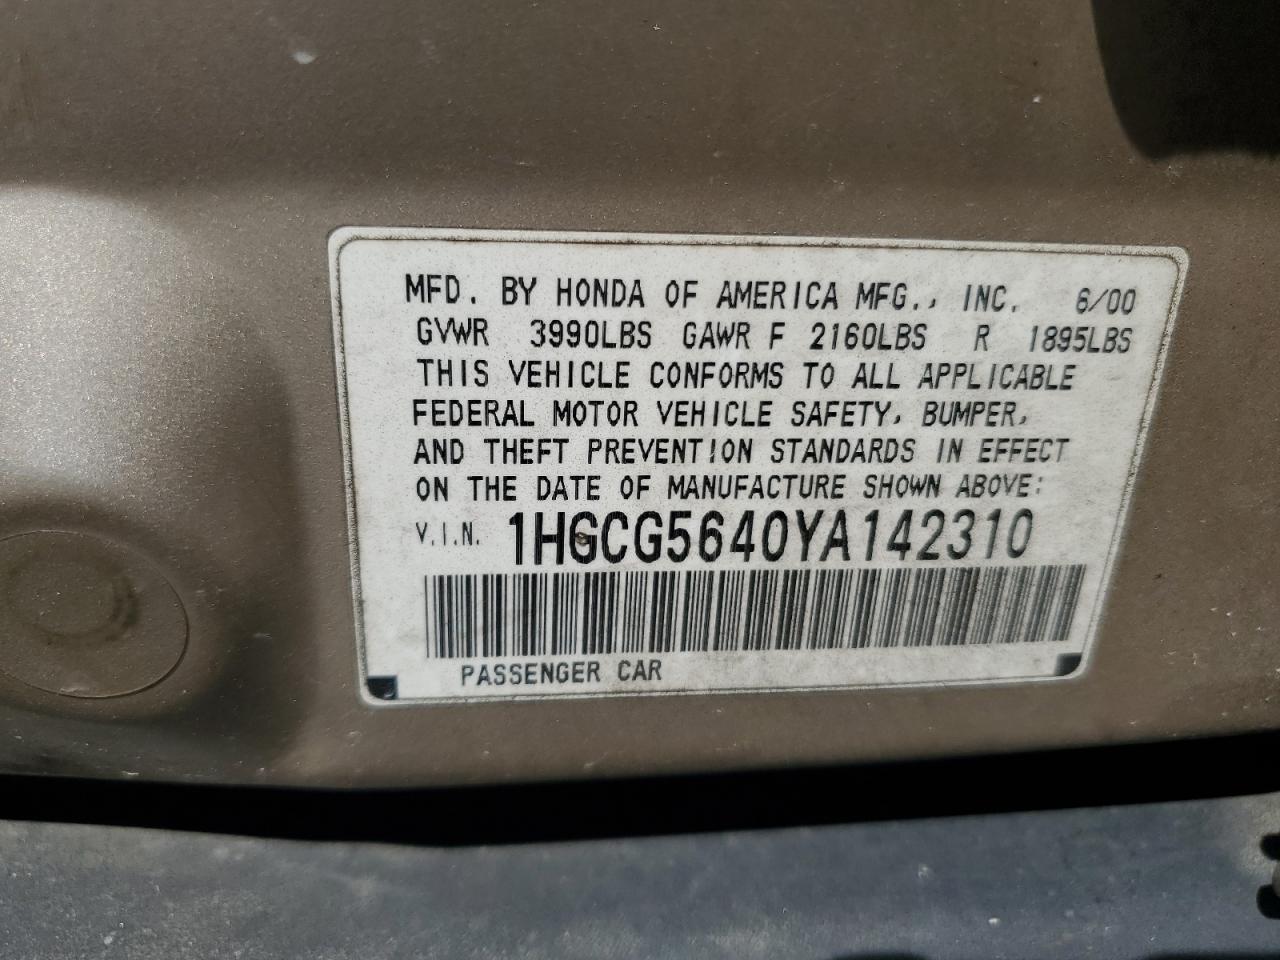 MFD. BY HONDA OF AMERICA MFG., INC. 6/00
GVWR 3990LBS GAWR F 2160LBS R 1895LBS
THIS VEHICLE CONFORMS TO ALL APPLICABLE
FEDERAL MOTOR VEHICLE SAFETY, BUMPER,
AND THEFT PREVENTION STANDARDS IN EFFECT
ON THE DATE OF MANUFACTURE SHOWN ABOVE:
V.I.N. 1HGCG5640YA142310
PASSENGER CAR